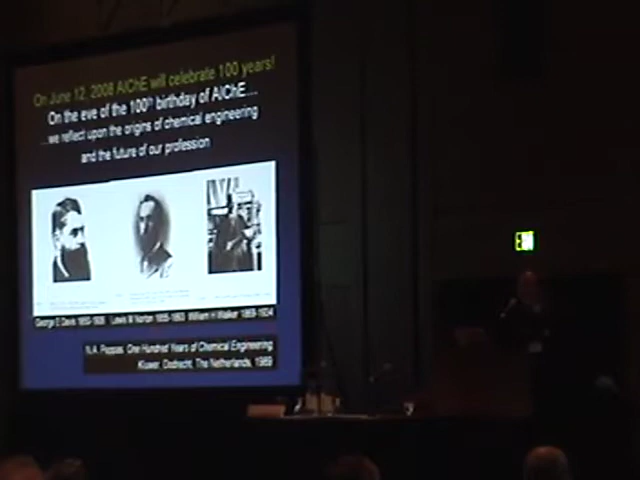 On June 12, 2008 AIChE will celebrate 100 years!
On the eve of the 100th birthday of AIChE...
...we reflect upon the origins of chemical engineering
and the future of our profession
George E Davis 1850-1906 Lewis M Norton 1855-1893 William H Walker 1869-1934
N.A. Peppas, One Hundred Years of Chemical Engineering
Kluwer, Dordrecht, The Netherlands, 1989